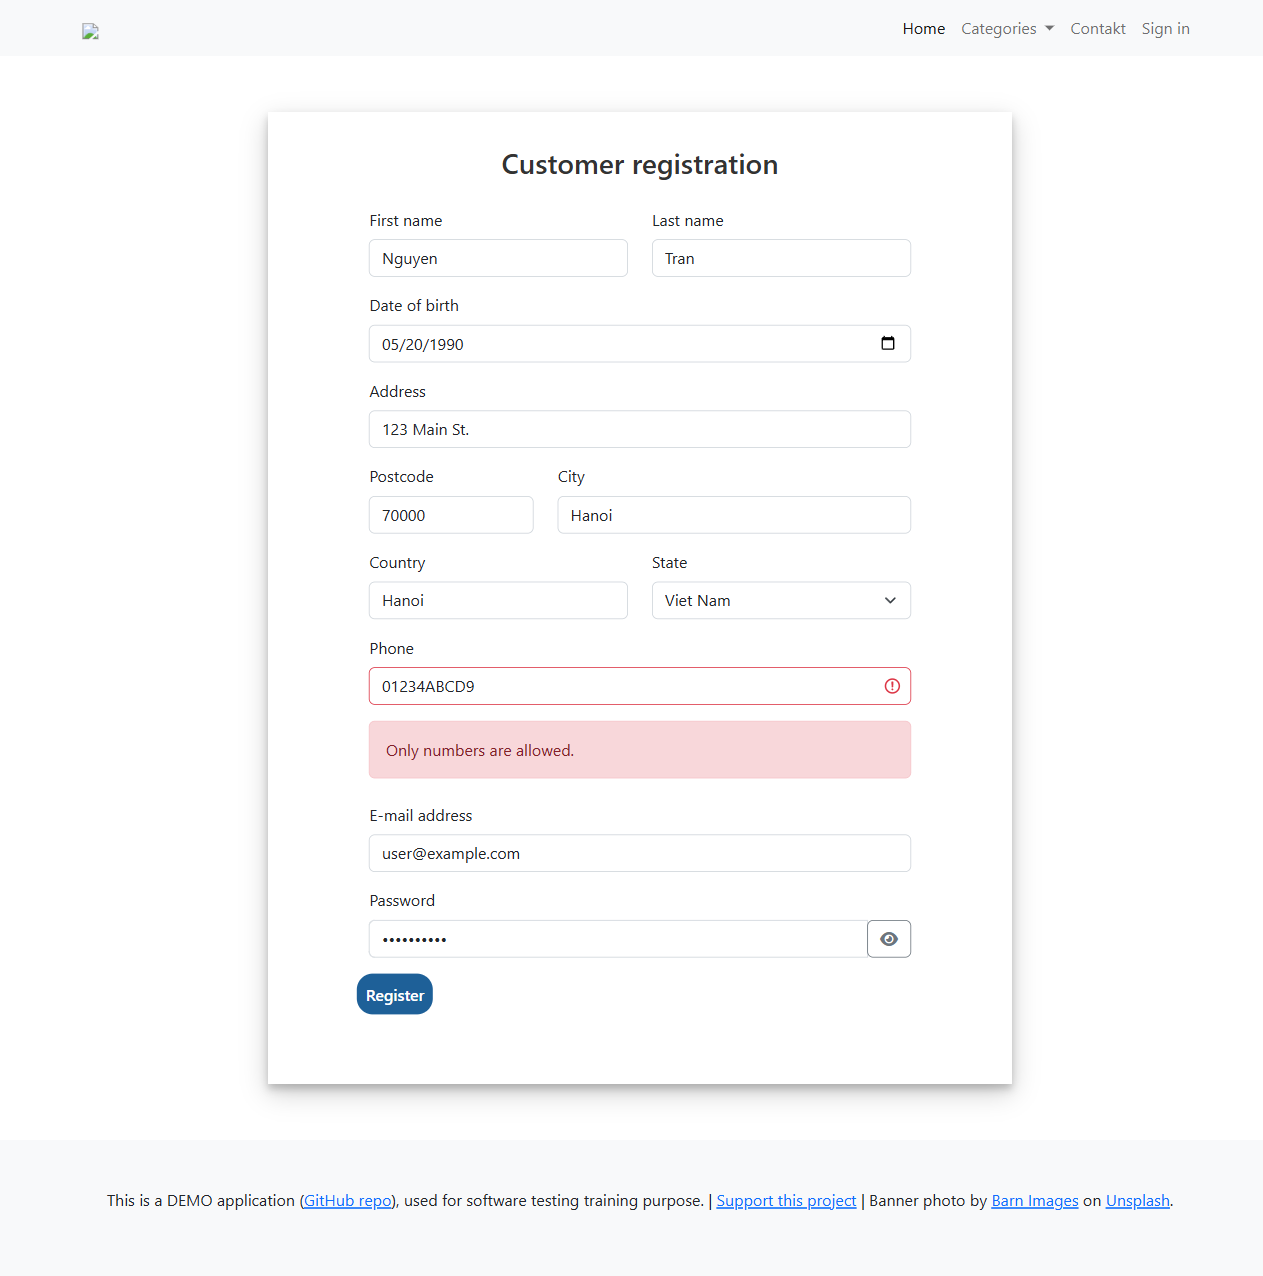 Home Categories Contakt Sign in
Customer registration
First name Last name
Nguyen Tran
Date of birth
05/20/1990
Address
123 Main St.
Postcode City
70000 Hanoi
Country State
Hanoi Viet Nam
Phone
01234ABCD9
Only numbers are allowed.
E-mail address
user@example.com
Password
••••••••••
Register
This is a DEMO application (GitHub repo), used for software testing training purpose. | Support this project | Banner photo by Barn Images on Unsplash.